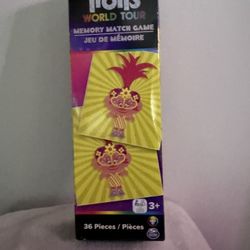 Trolls
WORLD TOUR
MEMORY MATCH GAME
JEU DE MÉMOIRE
3+
36 Pieces / Pièces